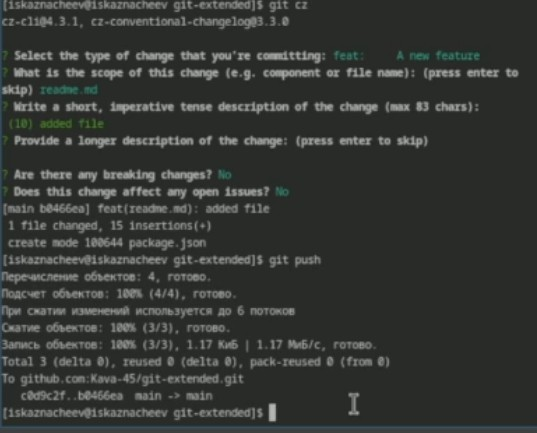 [iskaznacheev@iskaznacheev git-extended]$ git cz
cz-cli@4.3.1, cz-conventional-changelog@3.3.0
? Select the type of change that you're committing: feat:     A new feature
? What is the scope of this change (e.g. component or file name): (press enter to
skip) readme.md
? Write a short, imperative tense description of the change (max 83 chars):
(10) added file
? Provide a longer description of the change: (press enter to skip)
? Are there any breaking changes? No
? Does this change affect any open issues? No
[main b0466ea] feat(readme.md): added file
1 file changed, 15 insertions(+)
create mode 100644 package.json
[iskaznacheev@iskaznacheev git-extended]$ git push
Перечисление объектов: 4, готово.
Подсчет объектов: 100% (4/4), готово.
При сжатии изменений используется до 6 потоков
Сжатие объектов: 100% (3/3), готово.
Запись объектов: 100% (3/3), 1.17 КиБ | 1.17 МиБ/с, готово.
Total 3 (delta 0), reused 0 (delta 0), pack-reused 0 (from 0)
To github.com:Kava-45/git-extended.git
c0d9c2f..b0466ea  main -> main
[iskaznacheev@iskaznacheev git-extended]$